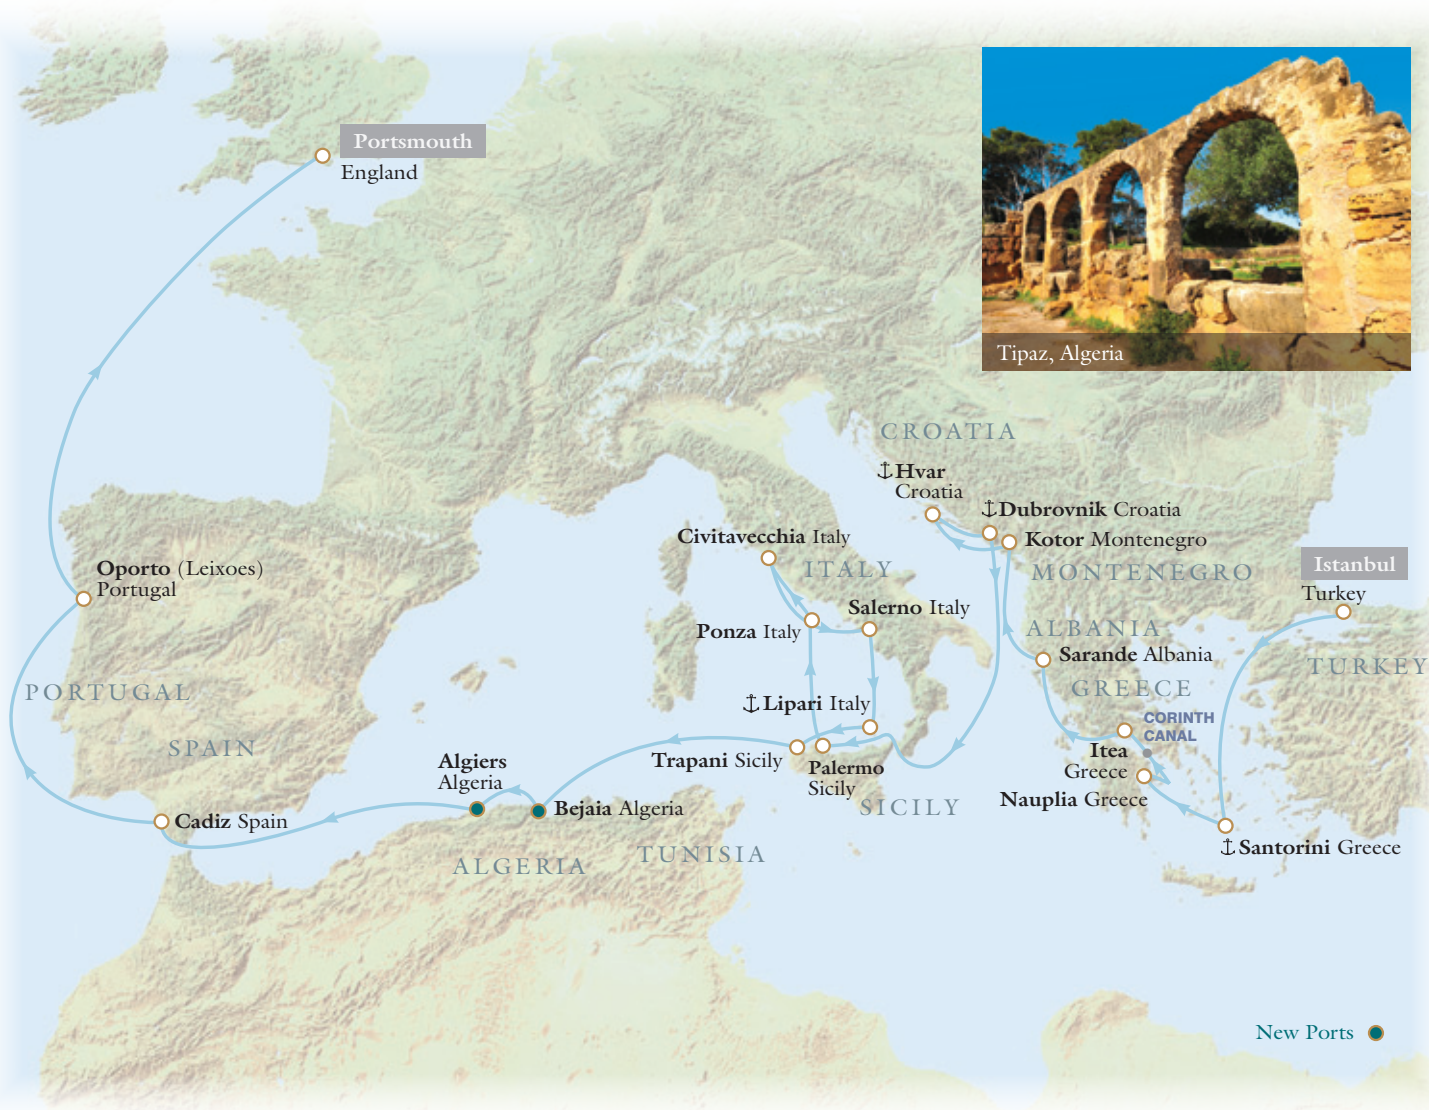 Portsmouth
England
Tipaz, Algeria
CROATIA
Hvar
Croatia
Dubrovnik Croatia
Civitavecchia Italy
Kotor Montenegro
ITALY
MONTENEGRO
Istanbul
Turkey
Oporto (Leixoes)
Portugal
Salerno Italy
Ponza Italy
ALBANIA
Sarande Albania
TURKEY
PORTUGAL
GREECE
Lipari Italy
CORINTH
CANAL
SPAIN
Algiers
Algeria
Trapani Sicily
Palermo
Sicily
Itea
Greece
Nauplia Greece
Bejaia Algeria
SICILY
Cadiz Spain
Santorini Greece
ALGERIA
TUNISIA
New Ports